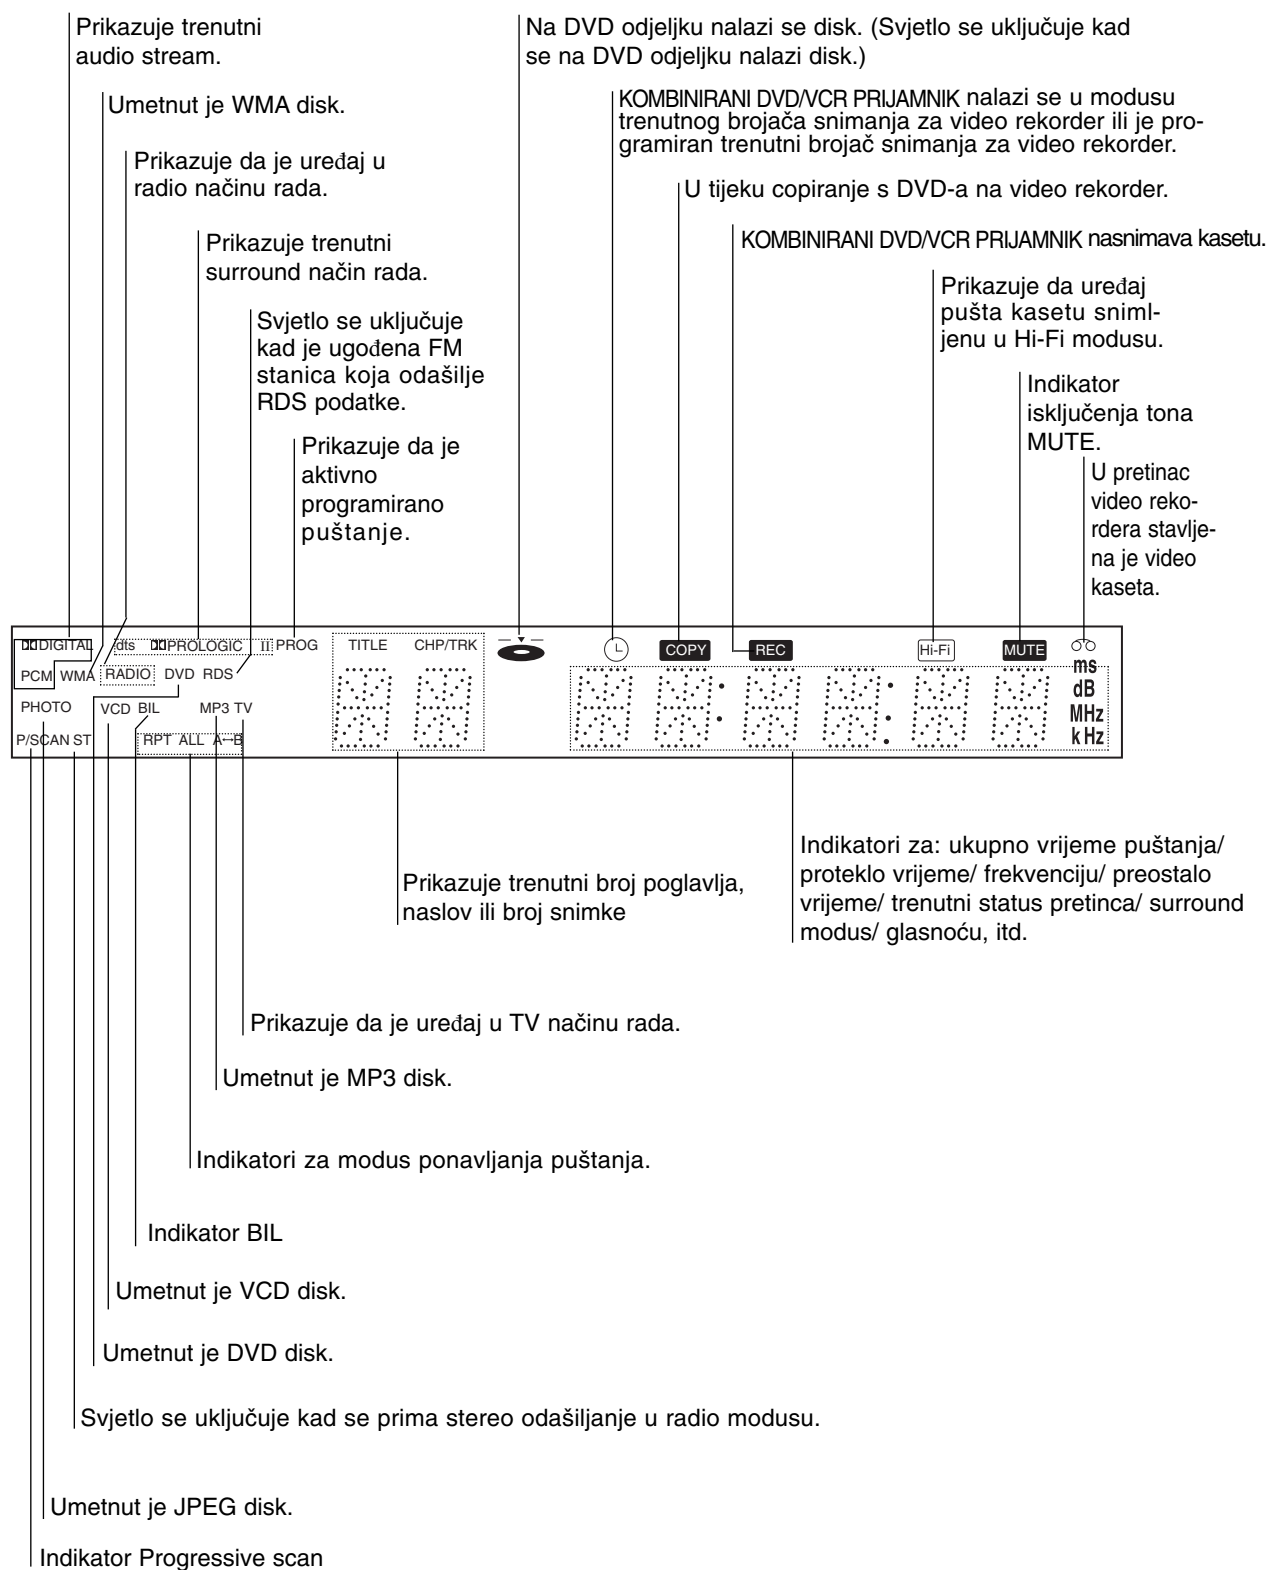 Prikazuje trenutni
audio stream.
Umetnut je WMA disk.
Prikazuje da je uređaj u
radio načinu rada.
Prikazuje trenutni
surround način rada.
Svjetlo se uključuje
kad je ugođena FM
stanica koja odašilje
RDS podatke.
Prikazuje da je
aktivno
programirano
puštanje.
Na DVD odjeljku nalazi se disk. (Svjetlo se uključuje kad
se na DVD odjeljku nalazi disk.)
KOMBINIRANI DVD/VCR PRIJAMNIK nalazi se u modusu
trenutnog brojača snimanja za video rekorder ili je pro-
gramiran trenutni brojač snimanja za video rekorder.
U tijeku copiranje s DVD-a na video rekorder.
KOMBINIRANI DVD/VCR PRIJAMNIK nasnimava kasetu.
Prikazuje da uređaj
pušta kasetu sniml-
jenu u Hi-Fi modusu.
Indikator
isključenja tona
MUTE.
U pretinac
video reko-
rdera stavlje-
na je video
kaseta.
DIGITAL dts PROLOGIC II PROG TITLE CHP/TRK COPY REC Hi-Fi MUTE
PCM WMA RADIO DVD RDS ms
dB
PHOTO VCD BIL MP3 TV MHz
P/SCAN ST RPT ALL A↔B kHz
Prikazuje trenutni broj poglavlja,
naslov ili broj snimke
Indikatori za: ukupno vrijeme puštanja/
proteklo vrijeme/ frekvenciju/ preostalo
vrijeme/ trenutni status pretinca/ surround
modus/ glasnoću, itd.
Prikazuje da je uređaj u TV načinu rada.
Umetnut je MP3 disk.
Indikatori za modus ponavljanja puštanja.
Indikator BIL
Umetnut je VCD disk.
Umetnut je DVD disk.
Svjetlo se uključuje kad se prima stereo odašiljanje u radio modusu.
Umetnut je JPEG disk.
Indikator Progressive scan